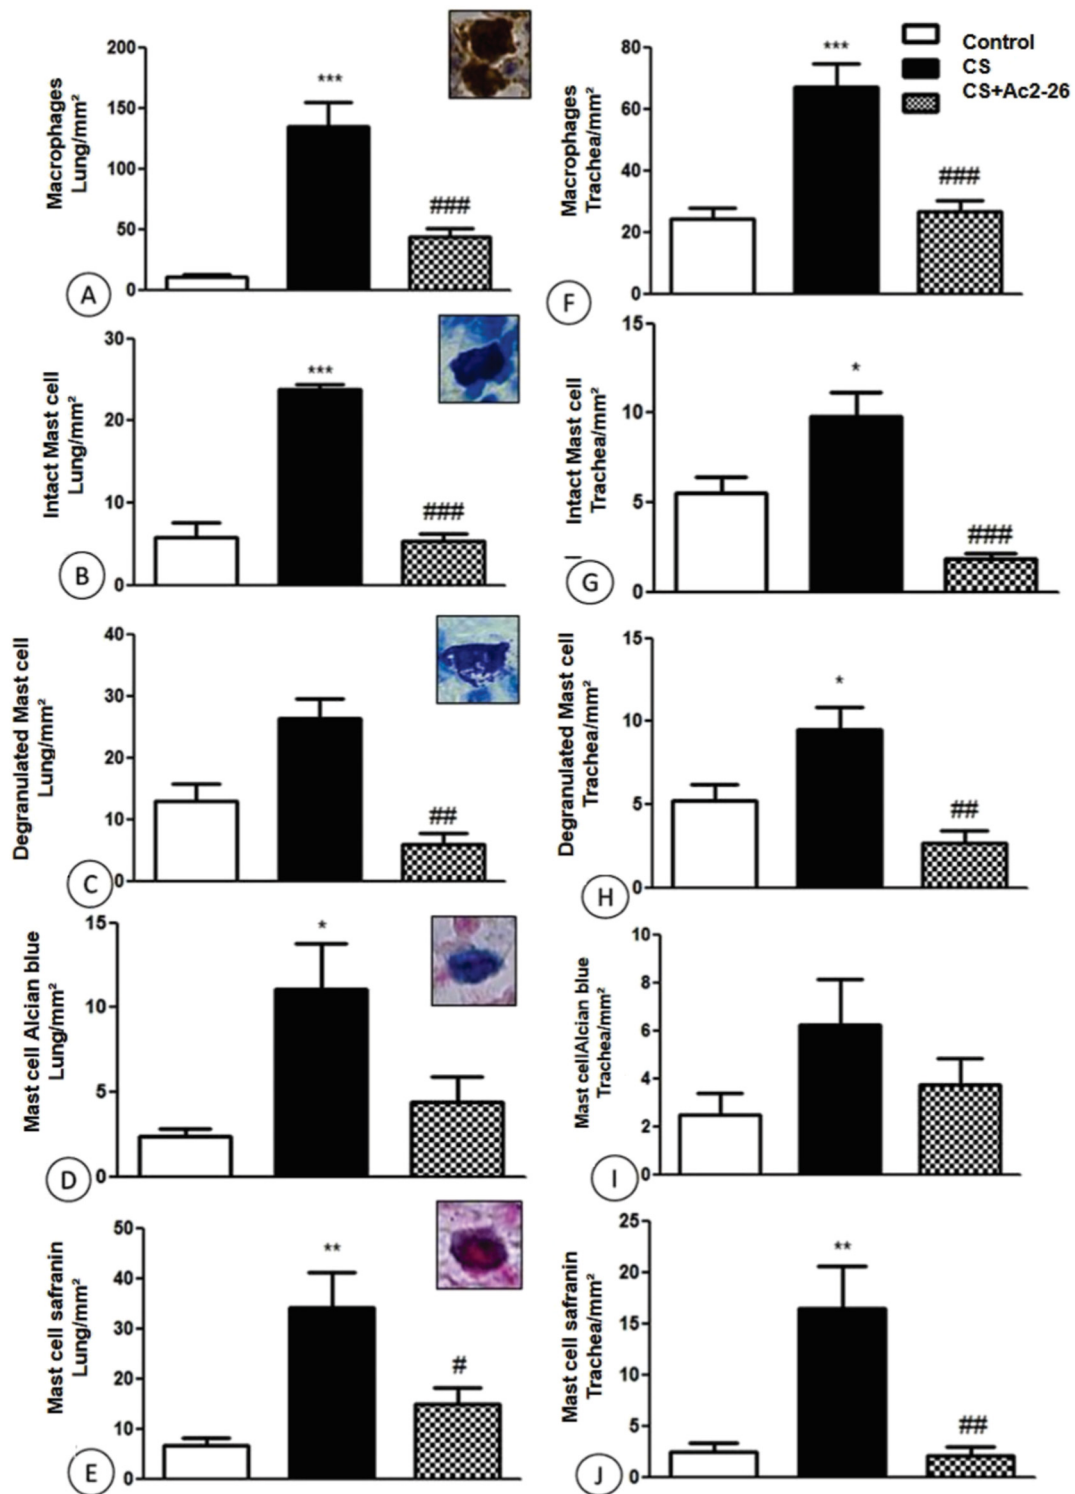 Control
CS
CS+Ac2-26
Macrophages
Lung/mm²
200
150
100
50
0
***
###
A
Macrophages
Trachea/mm²
80
60
40
20
0
***
###
F
Intact Mast cell
Lung/mm²
30
20
10
0
***
###
B
Intact Mast cell
Trachea/mm²
15
10
5
0
*
###
G
Degranulated Mast cell
Lung/mm²
40
30
20
10
0
##
C
Degranulated Mast cell
Trachea/mm²
15
10
5
0
*
##
H
Mast cell Alcian blue
Lung/mm²
15
10
5
0
*
D
Mast cellAlcian blue
Trachea/mm²
10
8
6
4
2
0
I
Mast cell safranin
Lung/mm²
50
40
30
20
10
0
**
#
E
Mast cell safranin
Trachea/mm²
25
20
15
10
5
0
**
##
J